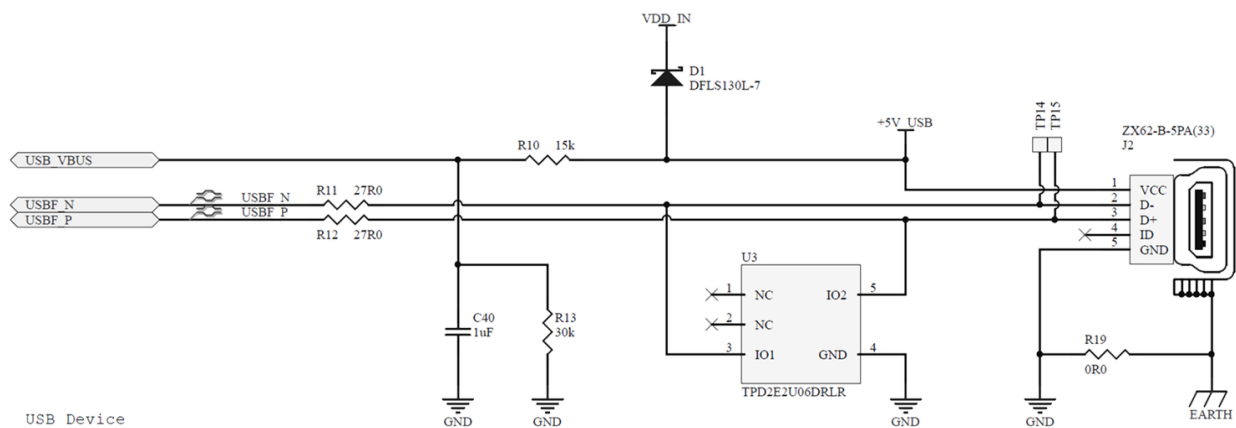 VDD_IN
D1
DFLS130L-7
+5V_USB
TP14
TP15
ZX62-B-5PA(33)
J2
R10 15k
USB_VBUS
1 VCC
R11 27R0
USBF_N
USBF_N
2 D-
USBF_P
USBF_P
3 D+
R12 27R0
4 ID
5 GND
U3
1 NC
IO2 5
2 NC
3 IO1
GND 4
TPD2E2U06DRLR
C40
1uF
R13
30k
R19
0R0
GND
GND
GND
GND
EARTH
USB Device